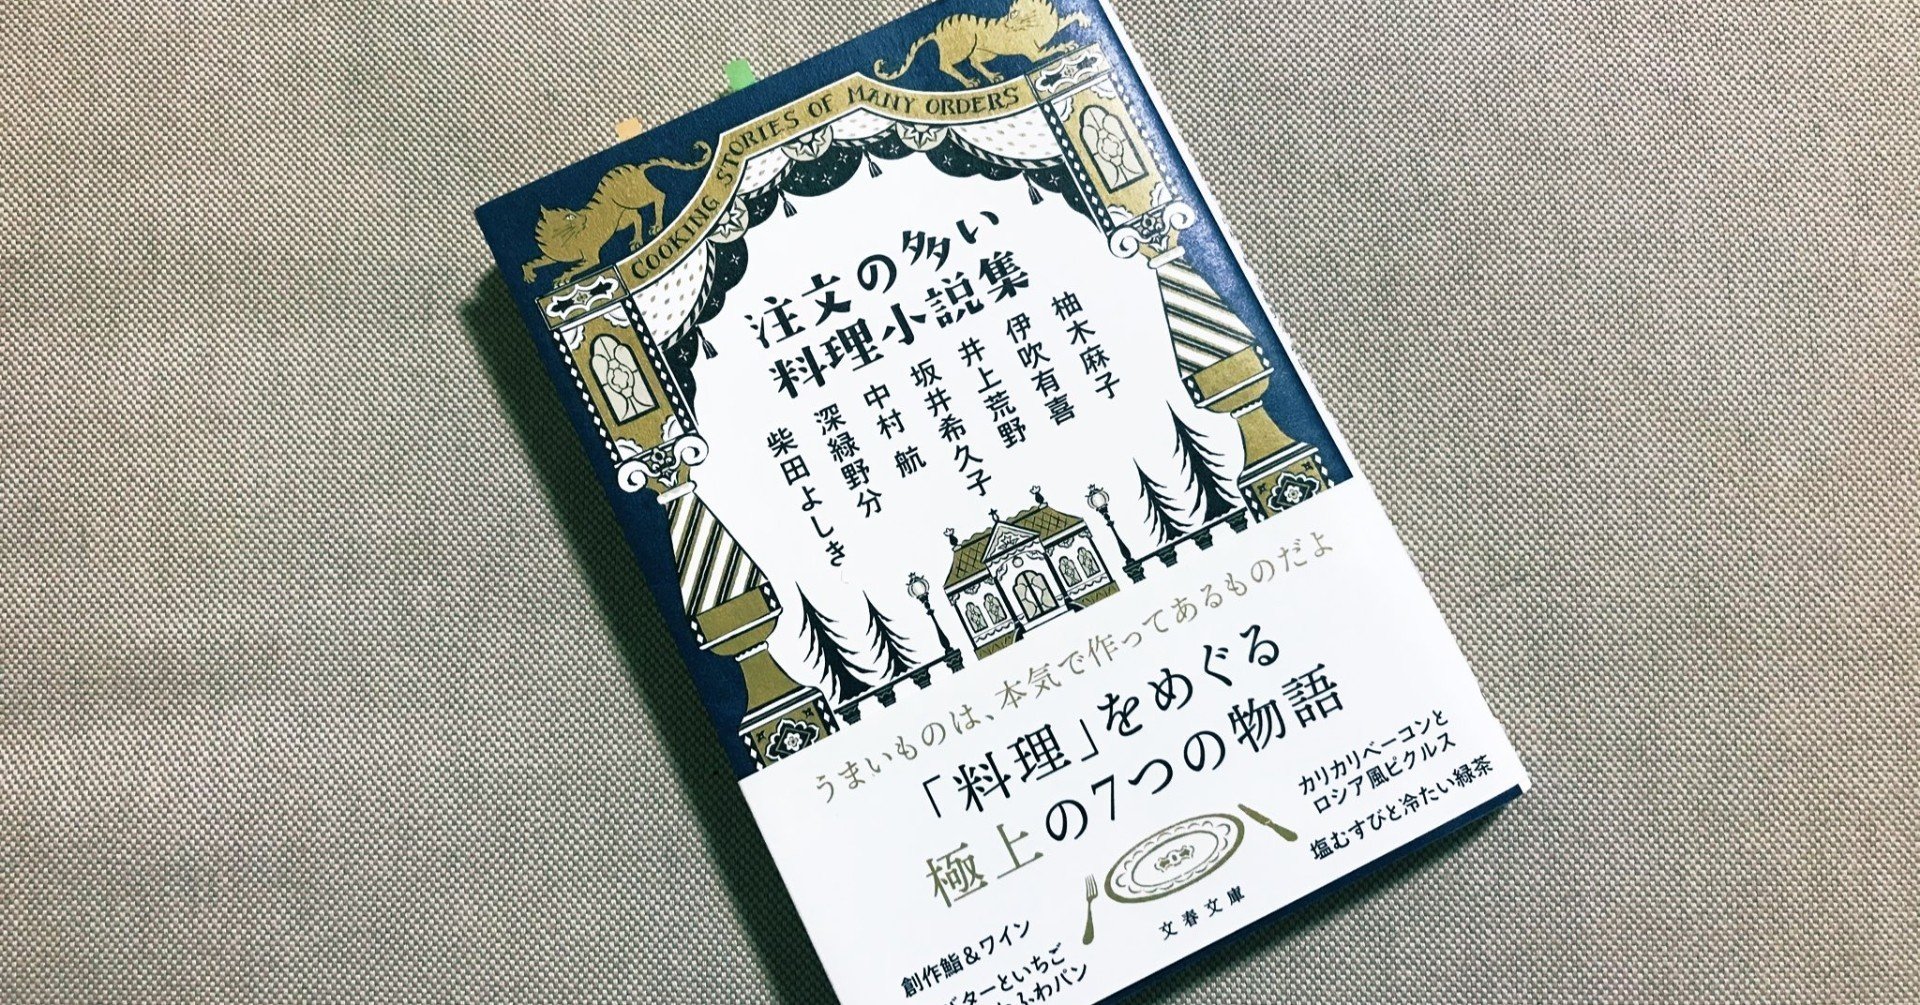 COOKING STORIES OF MANY ORDERS
注文の多い
料理小説集
柚木麻子
伊吹有喜
井上荒野
坂井希久子
中村 航
深緑野分
柴田よしき
うまいものは、本気で作ってあるものだよ
「料理」をめぐる
極上の7つの物語
カリカリベーコンと
ロシア風ピクルス
塩むすびと冷たい緑茶
創作鮨&ワイン
ターといちご
ふわパン
文春文庫